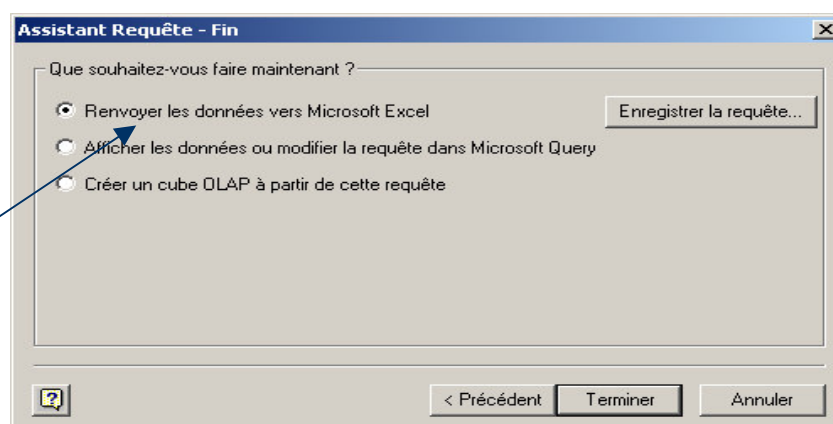 Assistant Requête - Fin
Que souhaitez-vous faire maintenant ?
Renvoyer les données vers Microsoft Excel
Enregistrer la requête...
Afficher les données ou modifier la requête dans Microsoft Query
Créer un cube OLAP à partir de cette requête
< Précédent
Terminer
Annuler